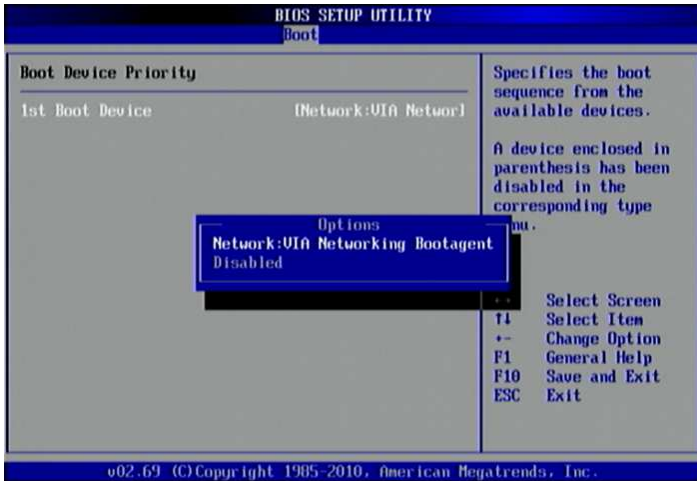 BIOS SETUP UTILITY
Boot
Boot Device Priority
1st Boot Device [Network:VIA Networ]
Specifies the boot
sequence from the
available devices.
A device enclosed in
parenthesis has been
disabled in the
corresponding type
nu.
Options
Network:VIA Networking Bootagent
Disabled
Select Screen
↑↓ Select Item
+- Change Option
F1 General Help
F10 Save and Exit
ESC Exit
v02.69 (C)Copyright 1985-2010, American Megatrends, Inc.